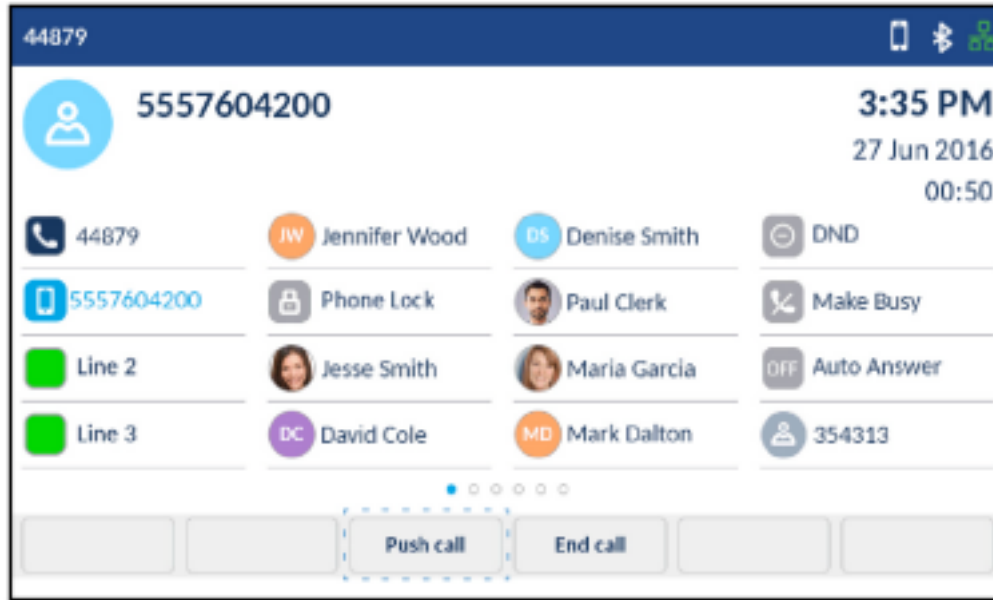 44879
5557604200
3:35 PM
27 Jun 2016
00:50
44879
JW Jennifer Wood
DS Denise Smith
DND
5557604200
Phone Lock
Paul Clerk
Make Busy
Line 2
Jesse Smith
Maria Garcia
OFF Auto Answer
Line 3
DC David Cole
MD Mark Dalton
354313
Push call
End call